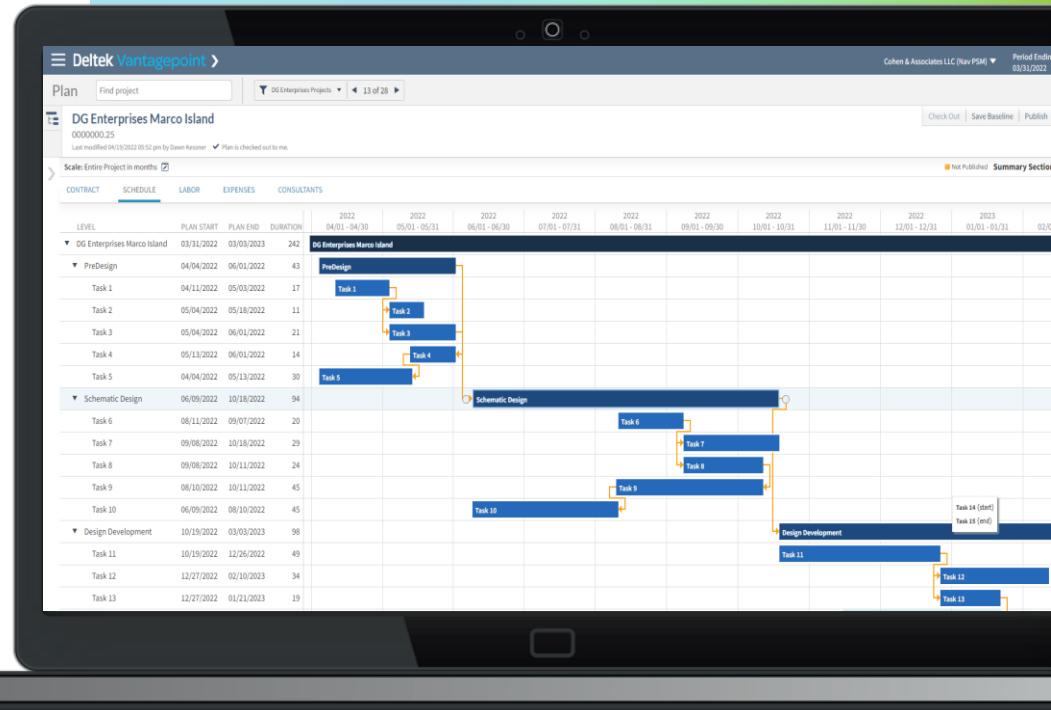 Deltek Vantagepoint
Cohen & Associates LLC (Nav PSM)
Period Endin
03/31/2022
Plan
Find project
DG Enterprises Projects
13 of 28
DG Enterprises Marco Island
0000000.25
Last modified 04/19/2022 05:52 pm by Dawn Kessner Plan is checked out to me.
Check Out Save Baseline Publish
Scale: Entire Project in months
Not Published Summary Section
CONTRACT SCHEDULE LABOR EXPENSES CONSULTANTS
2022 2022 2022 2022 2022 2022 2022 2022 2022 2023
LEVEL PLAN START PLAN END DURATION 04/01 - 04/30 05/01 - 05/31 06/01 - 06/30 07/01 - 07/31 08/01 - 08/31 09/01 - 09/30 10/01 - 10/31 11/01 - 11/30 12/01 - 12/31 01/01 - 01/31 02/0
DG Enterprises Marco Island 03/31/2022 03/03/2023 242 DG Enterprises Marco Island
PreDesign 04/04/2022 06/01/2022 43 PreDesign
Task 1 04/11/2022 05/03/2022 17 Task 1
Task 2 05/04/2022 05/18/2022 11 Task 2
Task 3 05/04/2022 06/01/2022 21 Task 3
Task 4 05/13/2022 06/01/2022 14 Task 4
Task 5 04/04/2022 05/13/2022 30 Task 5
Schematic Design 06/09/2022 10/18/2022 94 Schematic Design
Task 6 08/11/2022 09/07/2022 20 Task 6
Task 7 09/08/2022 10/18/2022 29 Task 7
Task 8 09/08/2022 10/11/2022 24 Task 8
Task 9 08/10/2022 10/11/2022 45 Task 9
Task 10 06/09/2022 08/10/2022 45 Task 10
Task 14 (start)
Task 15 (end)
Design Development 10/19/2022 03/03/2023 98 Design Development
Task 11 10/19/2022 12/26/2022 49 Task 11
Task 12 12/27/2022 02/10/2023 34 Task 12
Task 13 12/27/2022 01/21/2023 19 Task 13